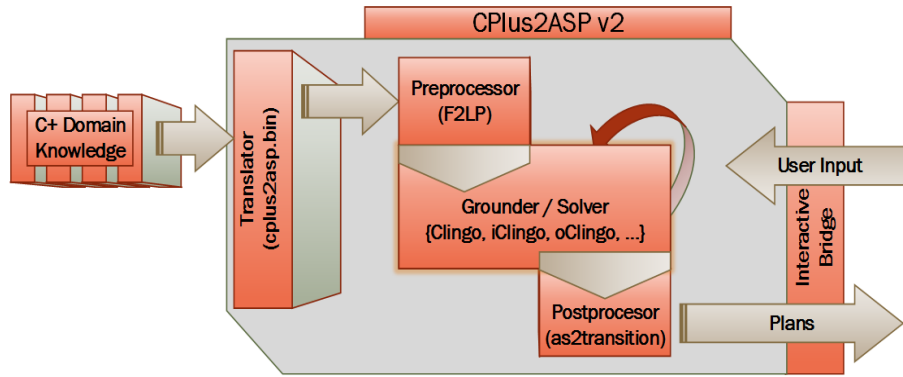 CPlus2ASP v2
C+ Domain
Knowledge
Translator
(cplus2asp.bin)
Preprocessor
(F2LP)
Grounder / Solver
{Clingo, iClingo, oClingo, ...}
Postprocesor
(as2transition)
User Input
Interactive
Bridge
Plans